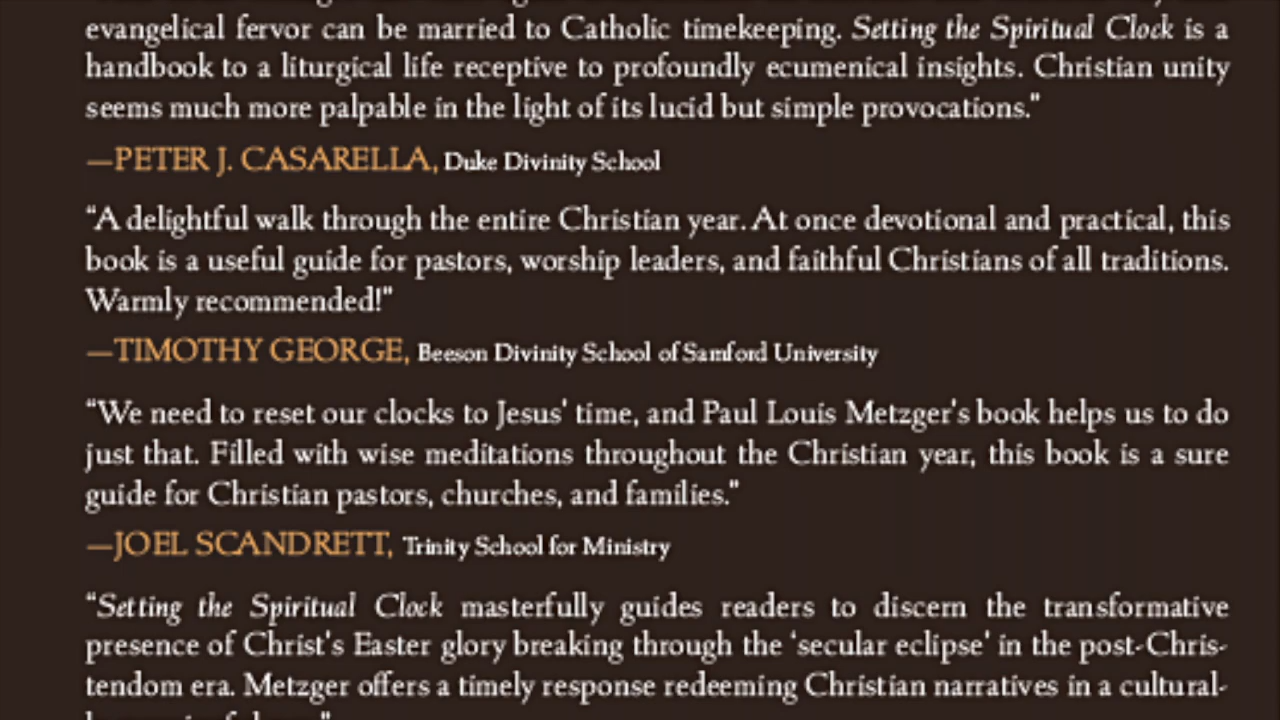 evangelical fervor can be married to Catholic timekeeping. Setting the Spiritual Clock is a
handbook to a liturgical life receptive to profoundly ecumenical insights. Christian unity
seems much more palpable in the light of its lucid but simple provocations.”
—PETER J. CASARELLA, Duke Divinity School
“A delightful walk through the entire Christian year. At once devotional and practical, this
book is a useful guide for pastors, worship leaders, and faithful Christians of all traditions.
Warmly recommended!”
—TIMOTHY GEORGE, Beeson Divinity School of Samford University
“We need to reset our clocks to Jesus’ time, and Paul Louis Metzger’s book helps us to do
just that. Filled with wise meditations throughout the Christian year, this book is a sure
guide for Christian pastors, churches, and families.”
—JOEL SCANDRETT, Trinity School for Ministry
“Setting the Spiritual Clock masterfully guides readers to discern the transformative
presence of Christ’s Easter glory breaking through the ‘secular eclipse’ in the post-Chris-
tendom era. Metzger offers a timely response redeeming Christian narratives in a cultural-